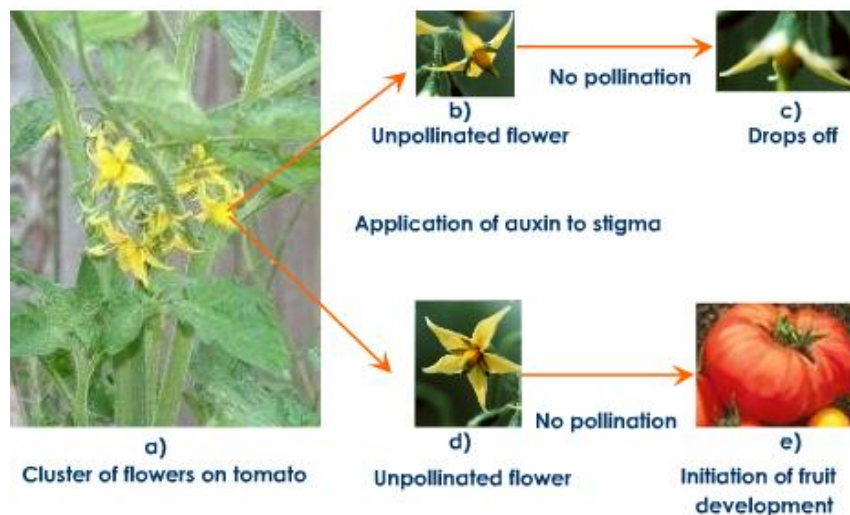 a)
Cluster of flowers on tomato
b)
Unpollinated flower
No pollination
c)
Drops off
Application of auxin to stigma
d)
Unpollinated flower
No pollination
e)
Initiation of fruit
development